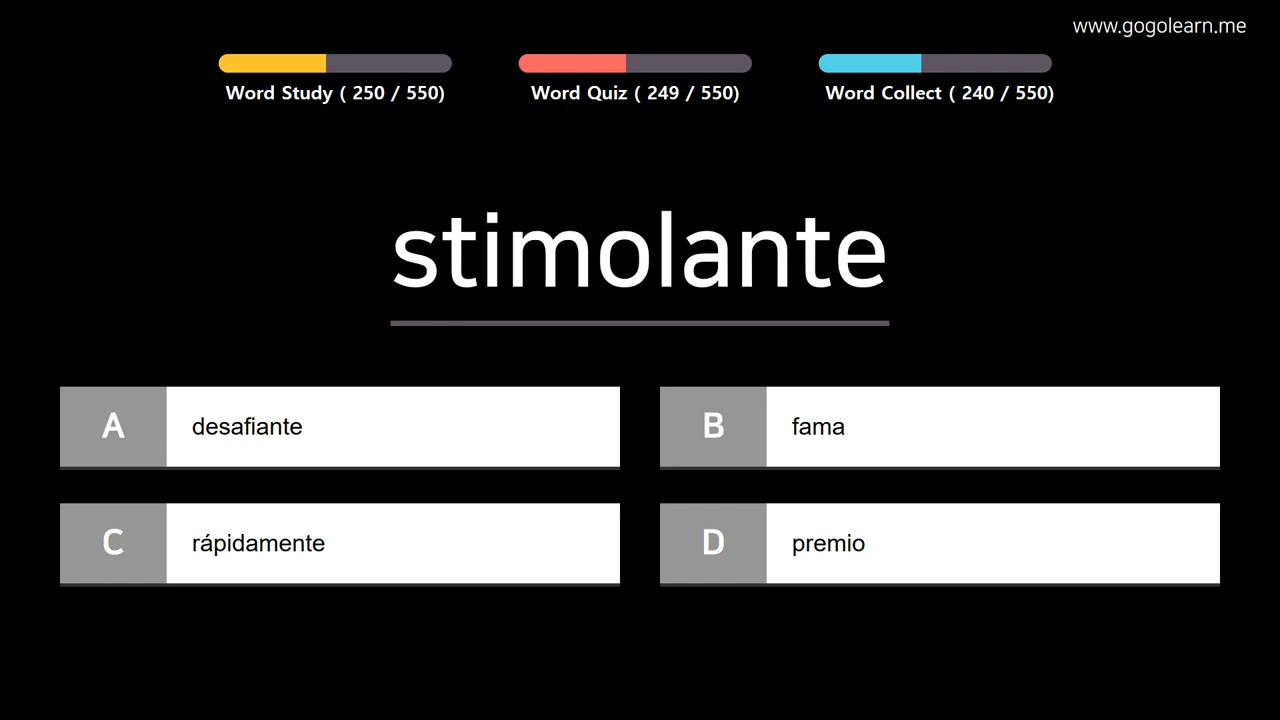 www.gogolearn.me
Word Study ( 250 / 550)
Word Quiz ( 249 / 550)
Word Collect ( 240 / 550)
stimolante
A desafiante
B fama
C rápidamente
D premio